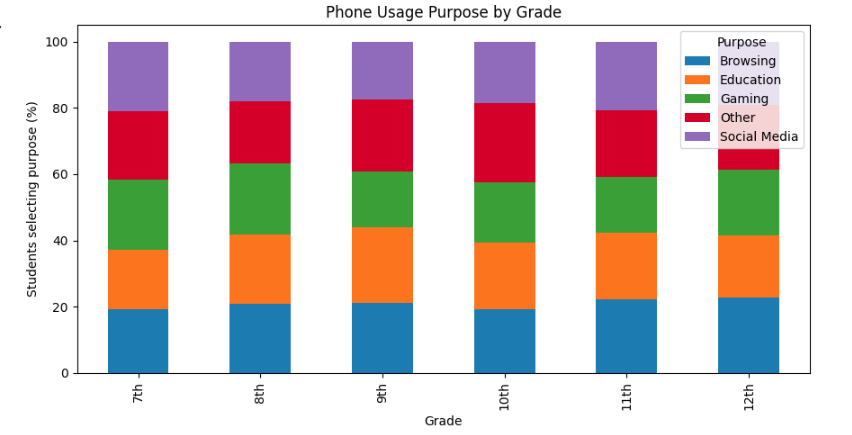 Phone Usage Purpose by Grade
Students selecting purpose (%)
100
80
60
40
20
0
Purpose
Browsing
Education
Gaming
Other
Social Media
7th
8th
9th
10th
11th
12th
Grade